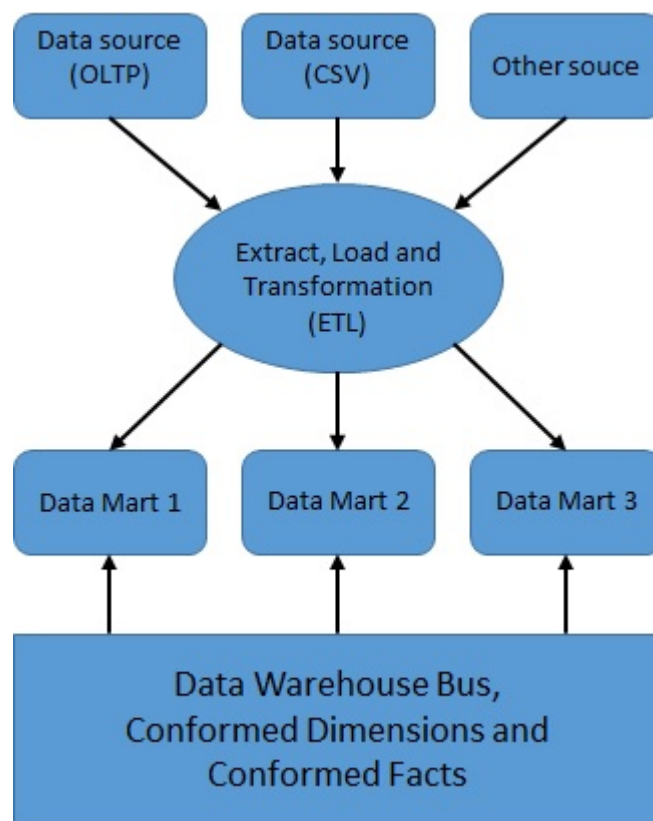 Data source
(OLTP)
Data source
(CSV)
Other souce
Extract, Load and
Transformation
(ETL)
Data Mart 1
Data Mart 2
Data Mart 3
Data Warehouse Bus,
Conformed Dimensions and
Conformed Facts